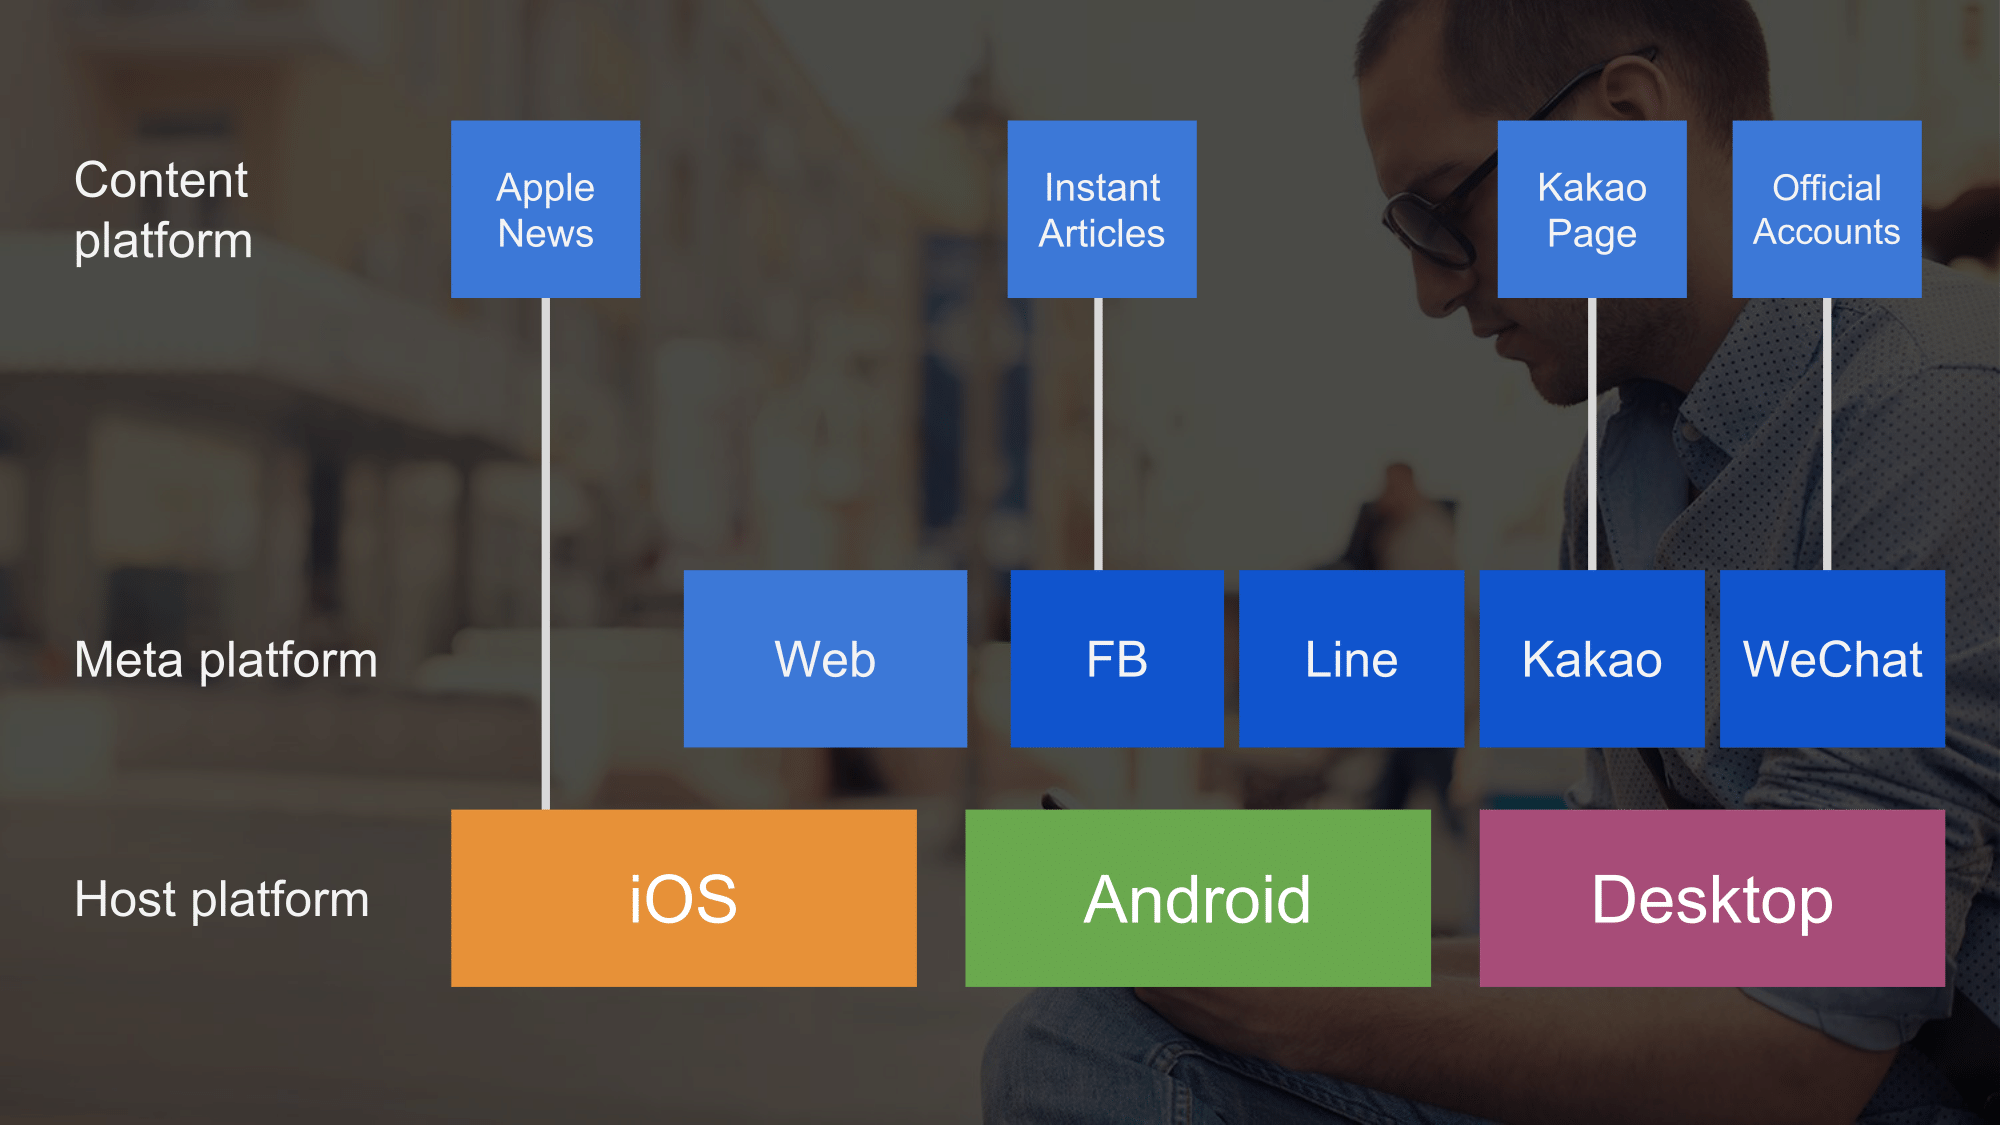 Content
platform
Apple
News
Instant
Articles
Kakao
Page
Official
Accounts
Meta platform
Web
FB
Line
Kakao
WeChat
Host platform
iOS
Android
Desktop